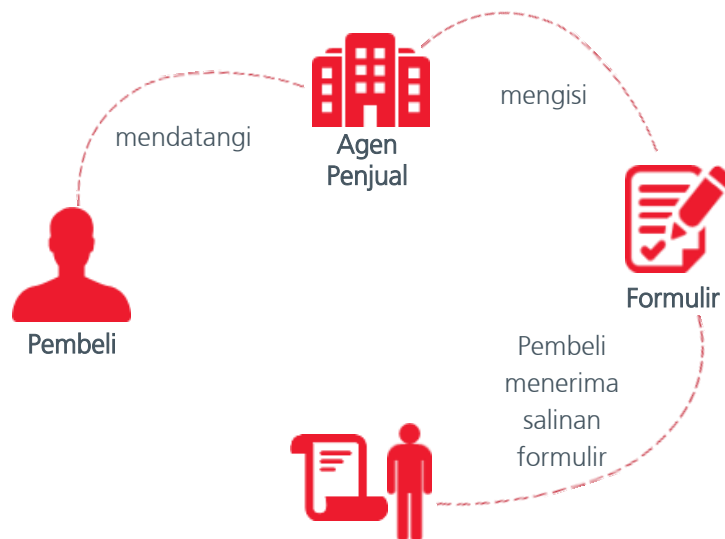 mengisi
mendatangi
Agen
Penjual
Formulir
Pembeli
Pembeli
menerima
salinan
formulir